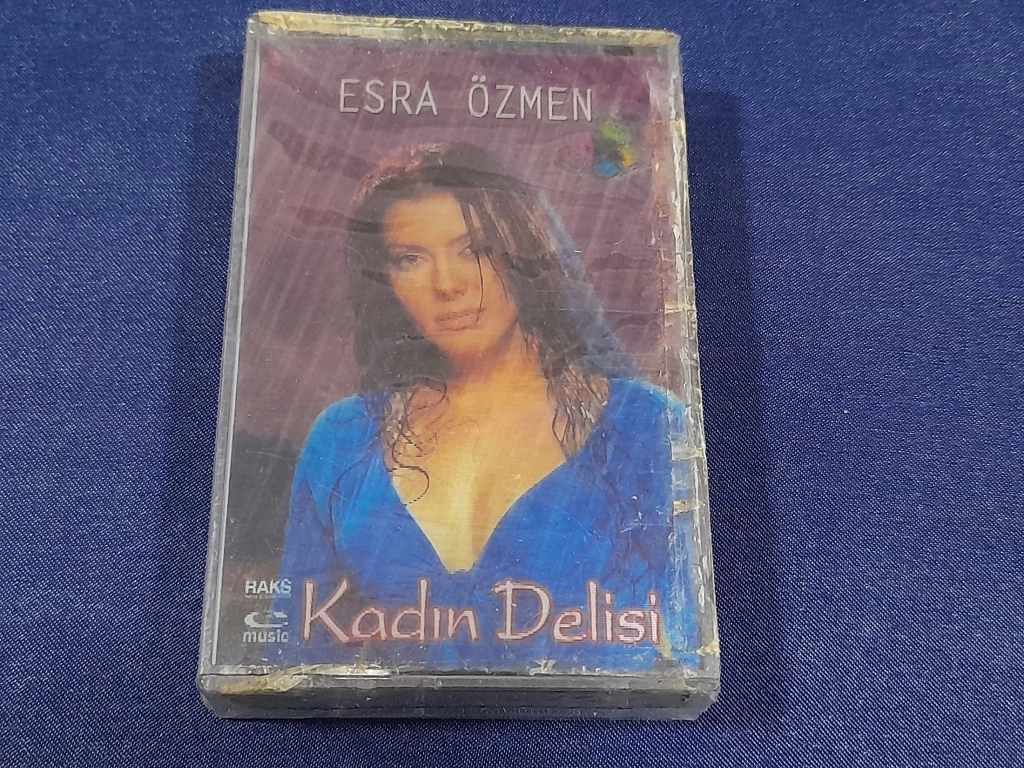 ESRA ÖZMEN
RAKS
music
Kadın Delisi